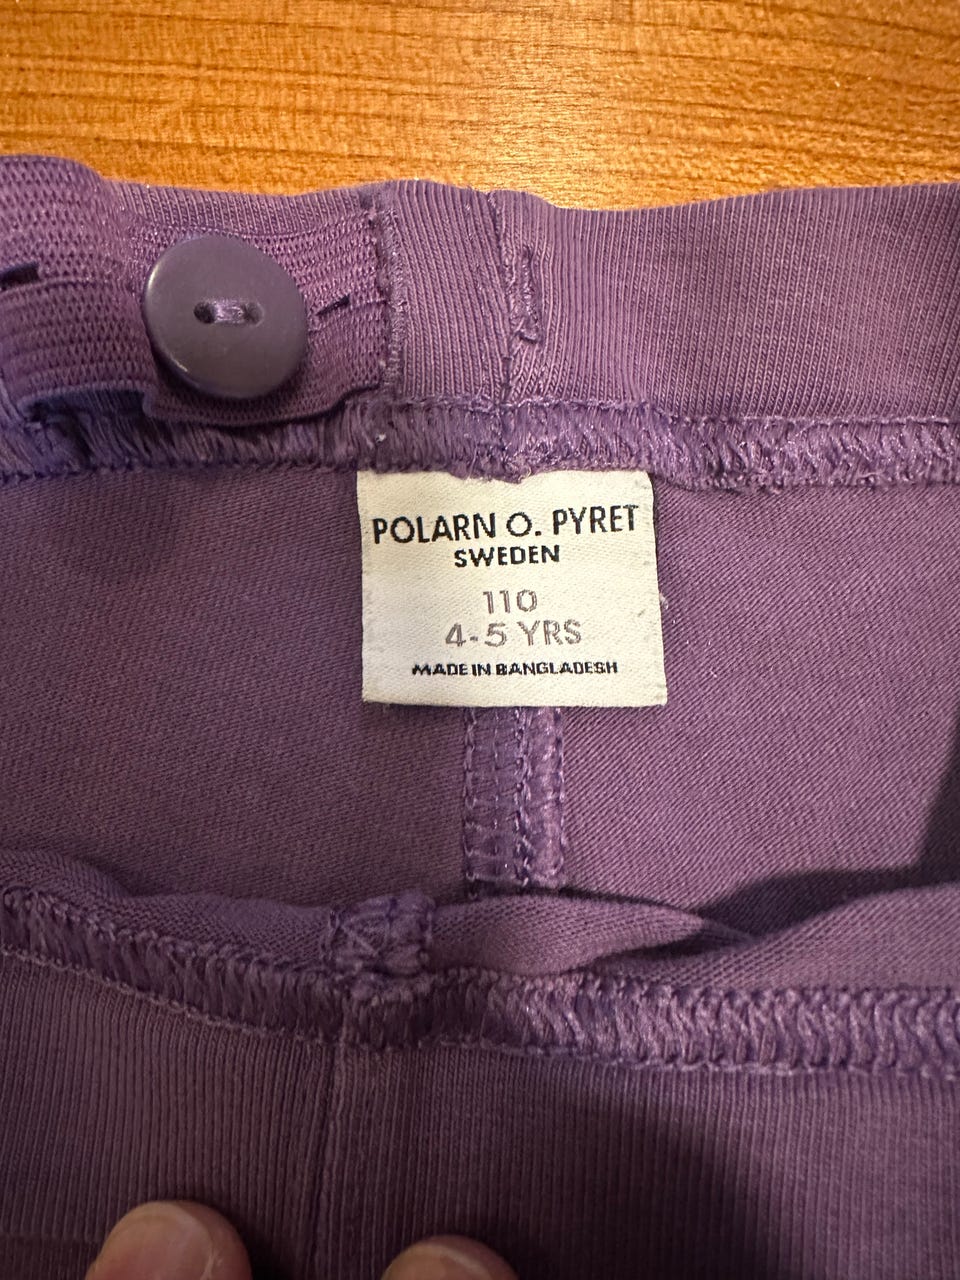 POLARN O. PYRET
SWEDEN
110
4-5 YRS
MADE IN BANGLADESH